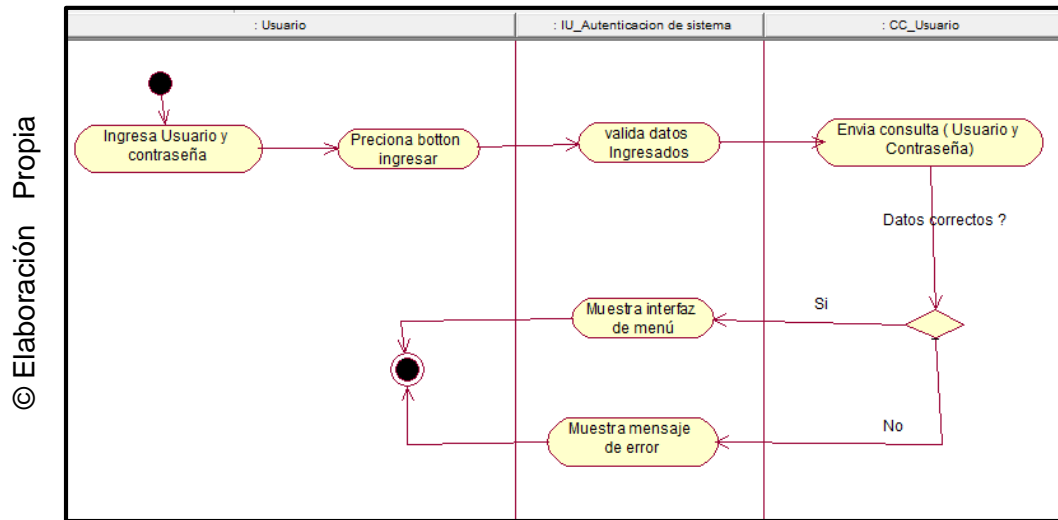 : Usuario
: IU_Autenticacion de sistema
: CC_Usuario
Ingresa Usuario y
contraseña
Preciona botton
ingresar
valida datos
Ingresados
Envia consulta ( Usuario y
Contraseña)
Datos correctos ?
Si
Muestra interfaz
de menú
No
Muestra mensaje
de error
© Elaboración Propia